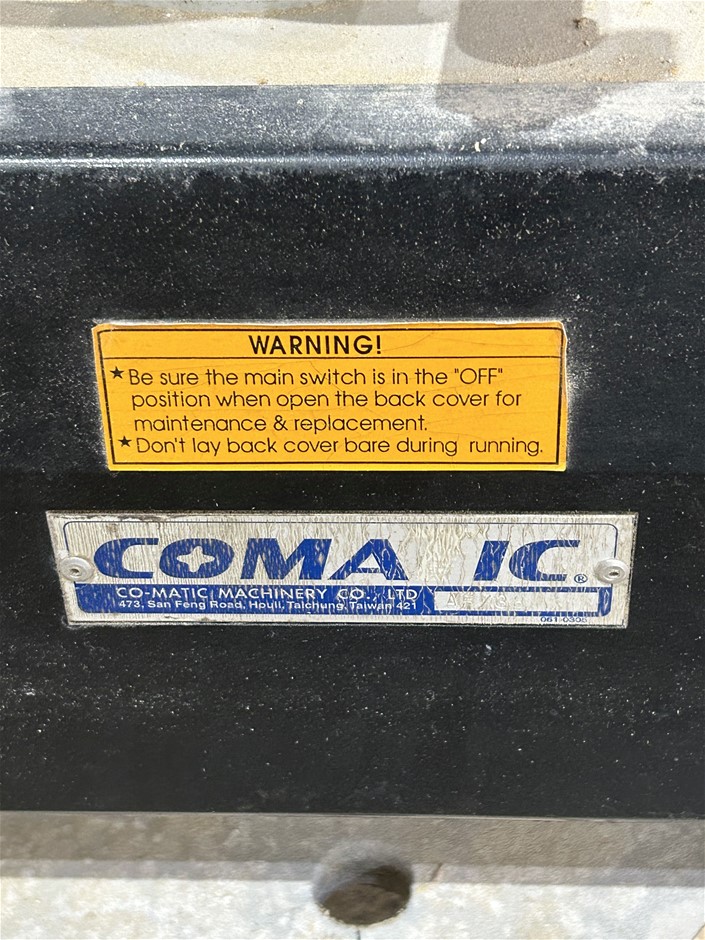 WARNING!
★ Be sure the main switch is in the "OFF"
position when open the back cover for
maintenance & replacement.
★ Don't lay back cover bare during running.
COMA IC®
CO-MATIC MACHINERY CO., LTD
473, San Feng Road, Houli, Taichung, Taiwan 421
061-0305